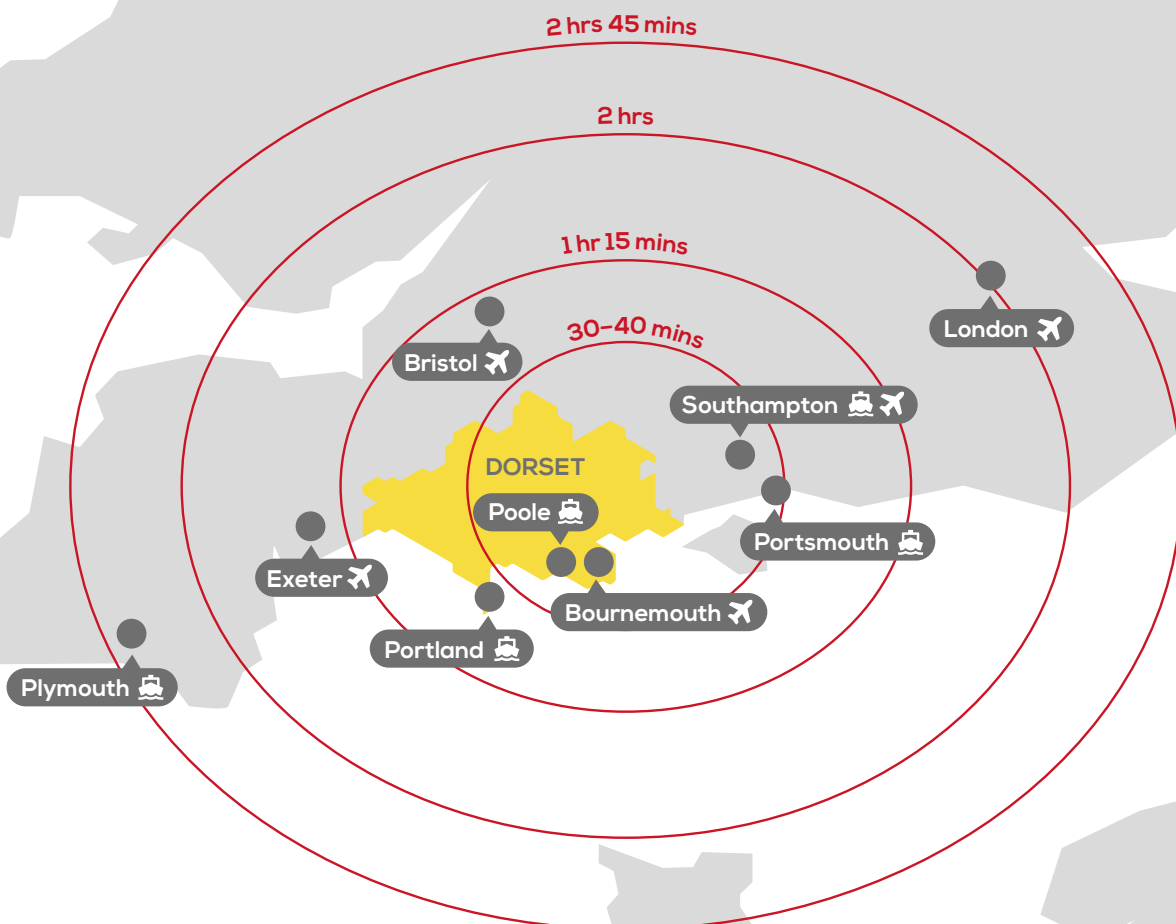 2 hrs 45 mins
2 hrs
1 hr 15 mins
30–40 mins
London
Bristol
Southampton
DORSET
Poole
Portsmouth
Exeter
Bournemouth
Portland
Plymouth